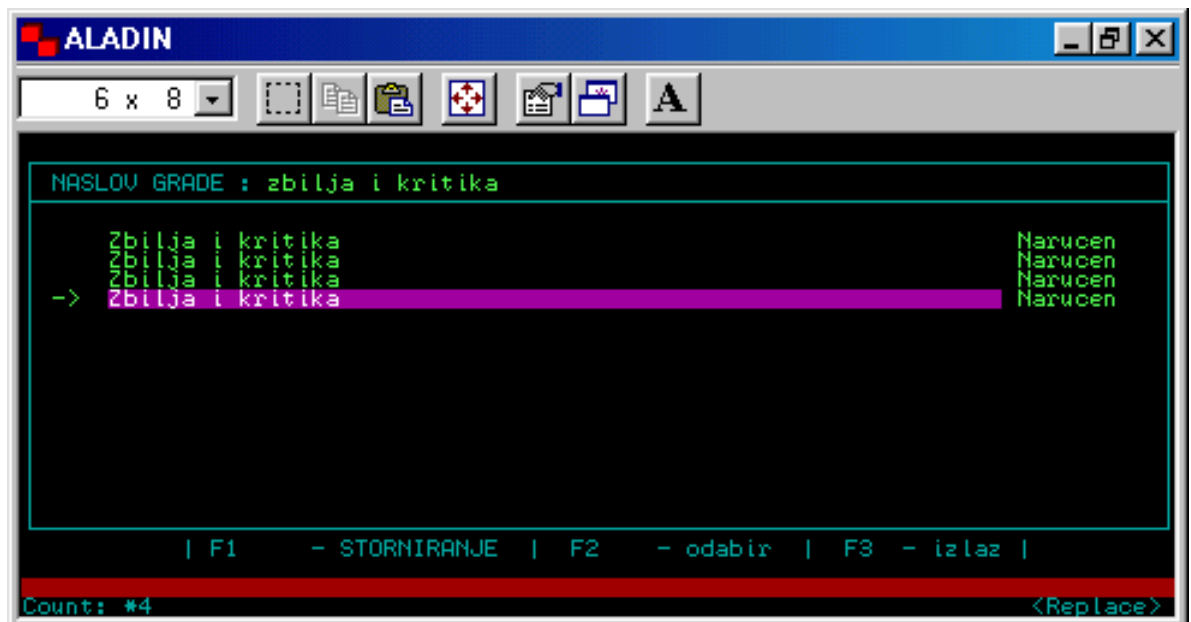 ALADIN
6 x 8 A
NASLOV GRADE : zbilja i kritika
Zbilja i kritika Narucen
Zbilja i kritika Narucen
Zbilja i kritika Narucen
-> Zbilja i kritika Narucen
| F1 - STORNIRANJE | F2 - odabir | F3 - izlaz |
Count: *4 <Replace>